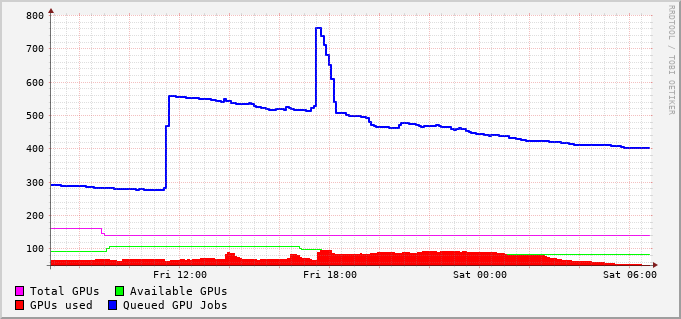 800
700
600
500
400
300
200
100
Fri 12:00 Fri 18:00 Sat 00:00 Sat 06:00
Total GPUs Available GPUs
GPUs used Queued GPU Jobs
RRDTOOL / TOBI OETIKER